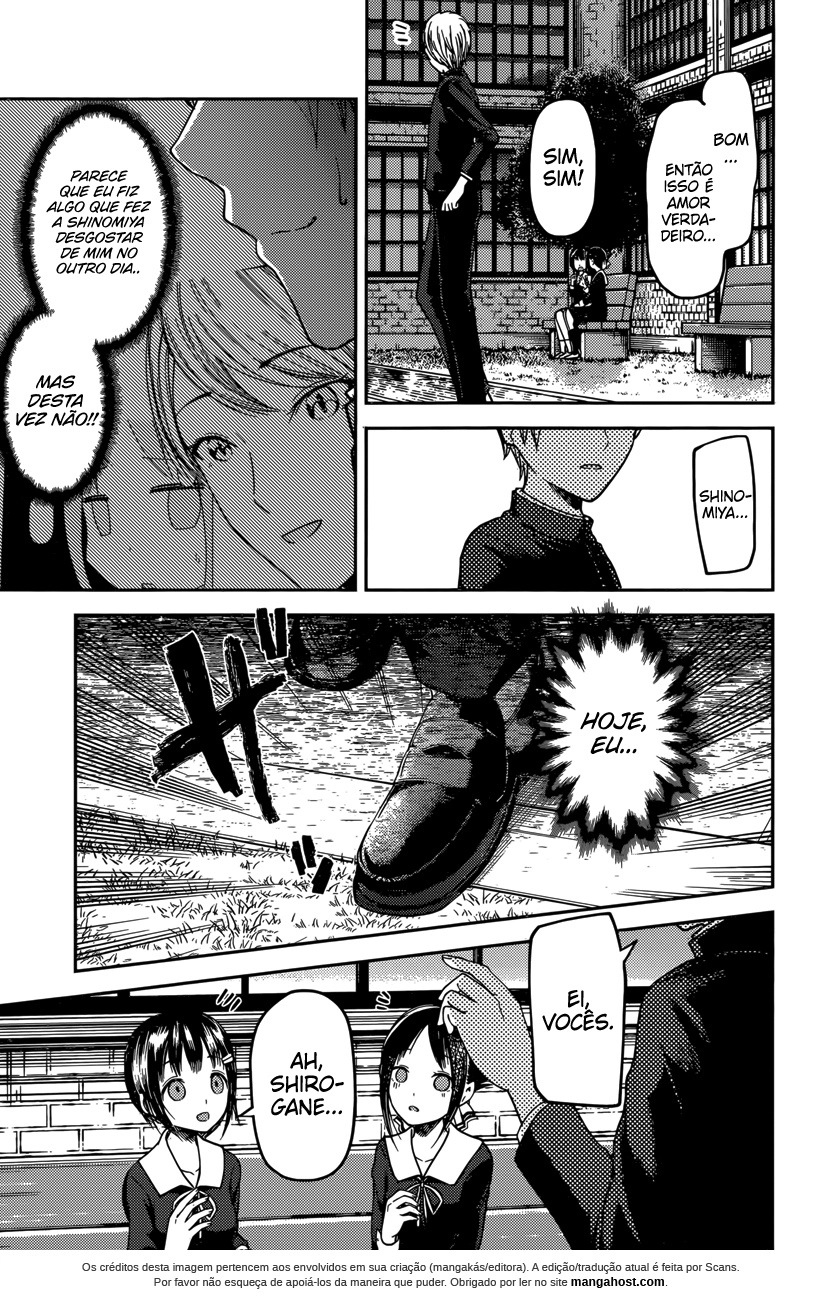 BOM
...
ENTÃO
ISSO É
AMOR
VERDA-
DEIRO...
SIM,
SIM!
SHINO-
MIYA...
PARECE
QUE EU FIZ
ALGO QUE FEZ
A SHINOMIYA
DESGOSTAR
DE MIM NO
OUTRO DIA..
MAS
DESTA
VEZ NÃO!!
HOJE,
EU...
ザ
EI,
VOCÊS.
AH,
SHIRO-
GANE...
Os créditos desta imagem pertencem aos envolvidos em sua criação (mangakás/editora). A edição/tradução atual é feita por Scans.
Por favor não esqueça de apoiá-los da maneira que puder. Obrigado por ler no site mangahost.com.